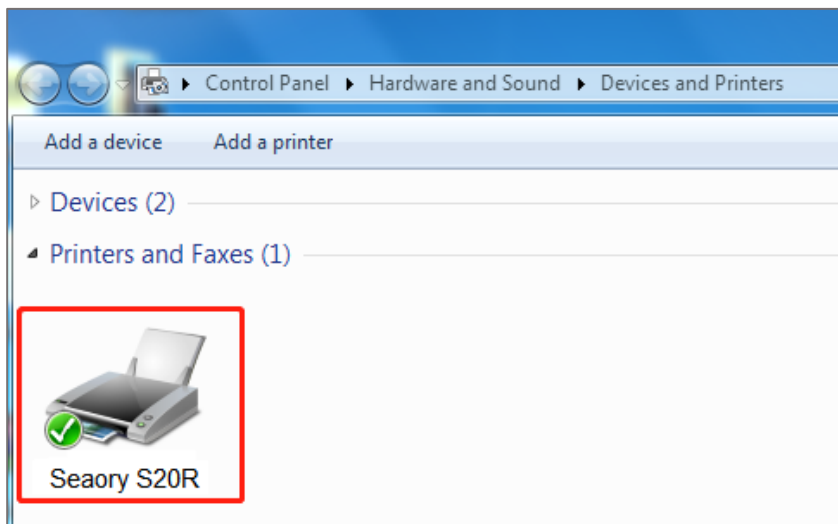 Control Panel Hardware and Sound Devices and Printers
Add a device Add a printer
Devices (2)
Printers and Faxes (1)
Seaory S20R